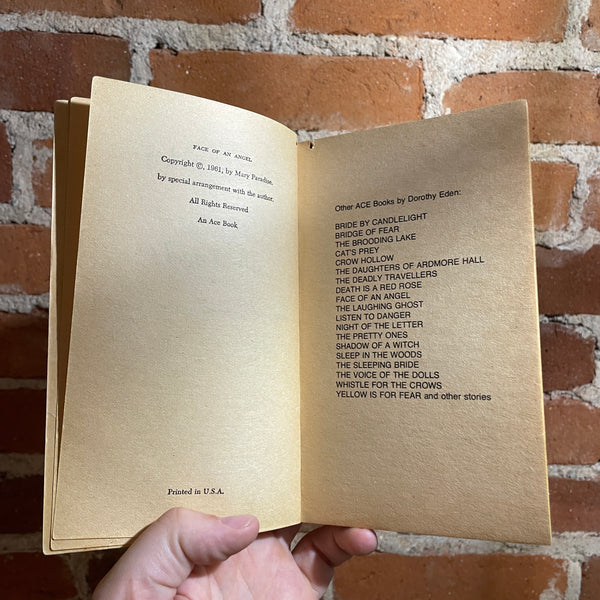 FACE OF AN ANGEL
Copyright ©, 1961, by Mary Paradise,
by special arrangement with the author.
All Rights Reserved
An Ace Book
Printed in U.S.A.
Other ACE Books by Dorothy Eden:
BRIDE BY CANDLELIGHT
BRIDGE OF FEAR
THE BROODING LAKE
CAT'S PREY
CROW HOLLOW
THE DAUGHTERS OF ARDMORE HALL
THE DEADLY TRAVELLERS
DEATH IS A RED ROSE
FACE OF AN ANGEL
THE LAUGHING GHOST
LISTEN TO DANGER
NIGHT OF THE LETTER
THE PRETTY ONES
SHADOW OF A WITCH
SLEEP IN THE WOODS
THE SLEEPING BRIDE
THE VOICE OF THE DOLLS
WHISTLE FOR THE CROWS
YELLOW IS FOR FEAR and other stories